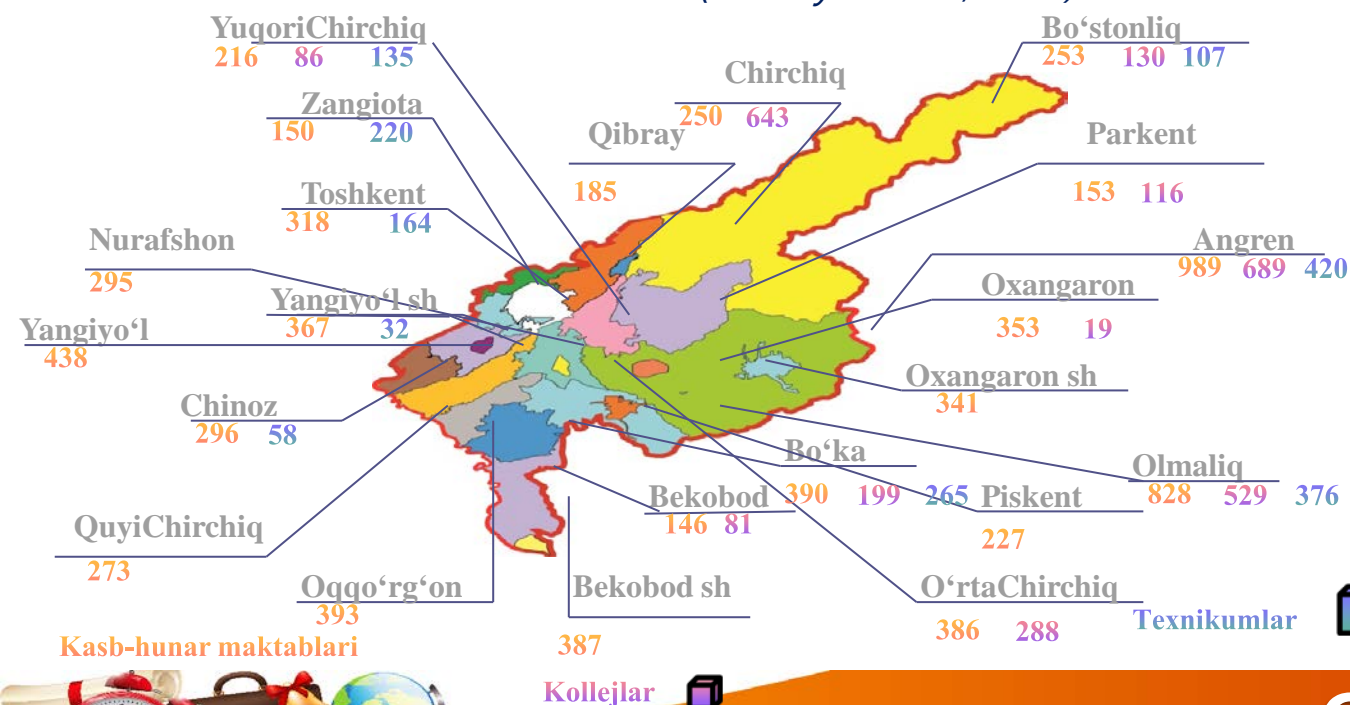 YuqoriChirchiq
216 86 135
Bo‘stonliq
253 130 107
Chirchiq
250 643
Zangiota
150 220
Qibray
185
Parkent
153 116
Toshkent
318 164
Nurafshon
295
Angren
989 689 420
Yangiyo‘l sh
367 32
Oxangaron
353 19
Yangiyo‘l
438
Oxangaron sh
341
Chinoz
296 58
Bo‘ka
390 199 265
Olmaliq
828 529 376
Bekobod
146 81
Piskent
227
QuyiChirchiq
273
Oqqo‘rg‘on
393
Bekobod sh
387
O‘rtaChirchiq
386 288
Texnikumlar
Kasb-hunar maktablari
Kollejlar